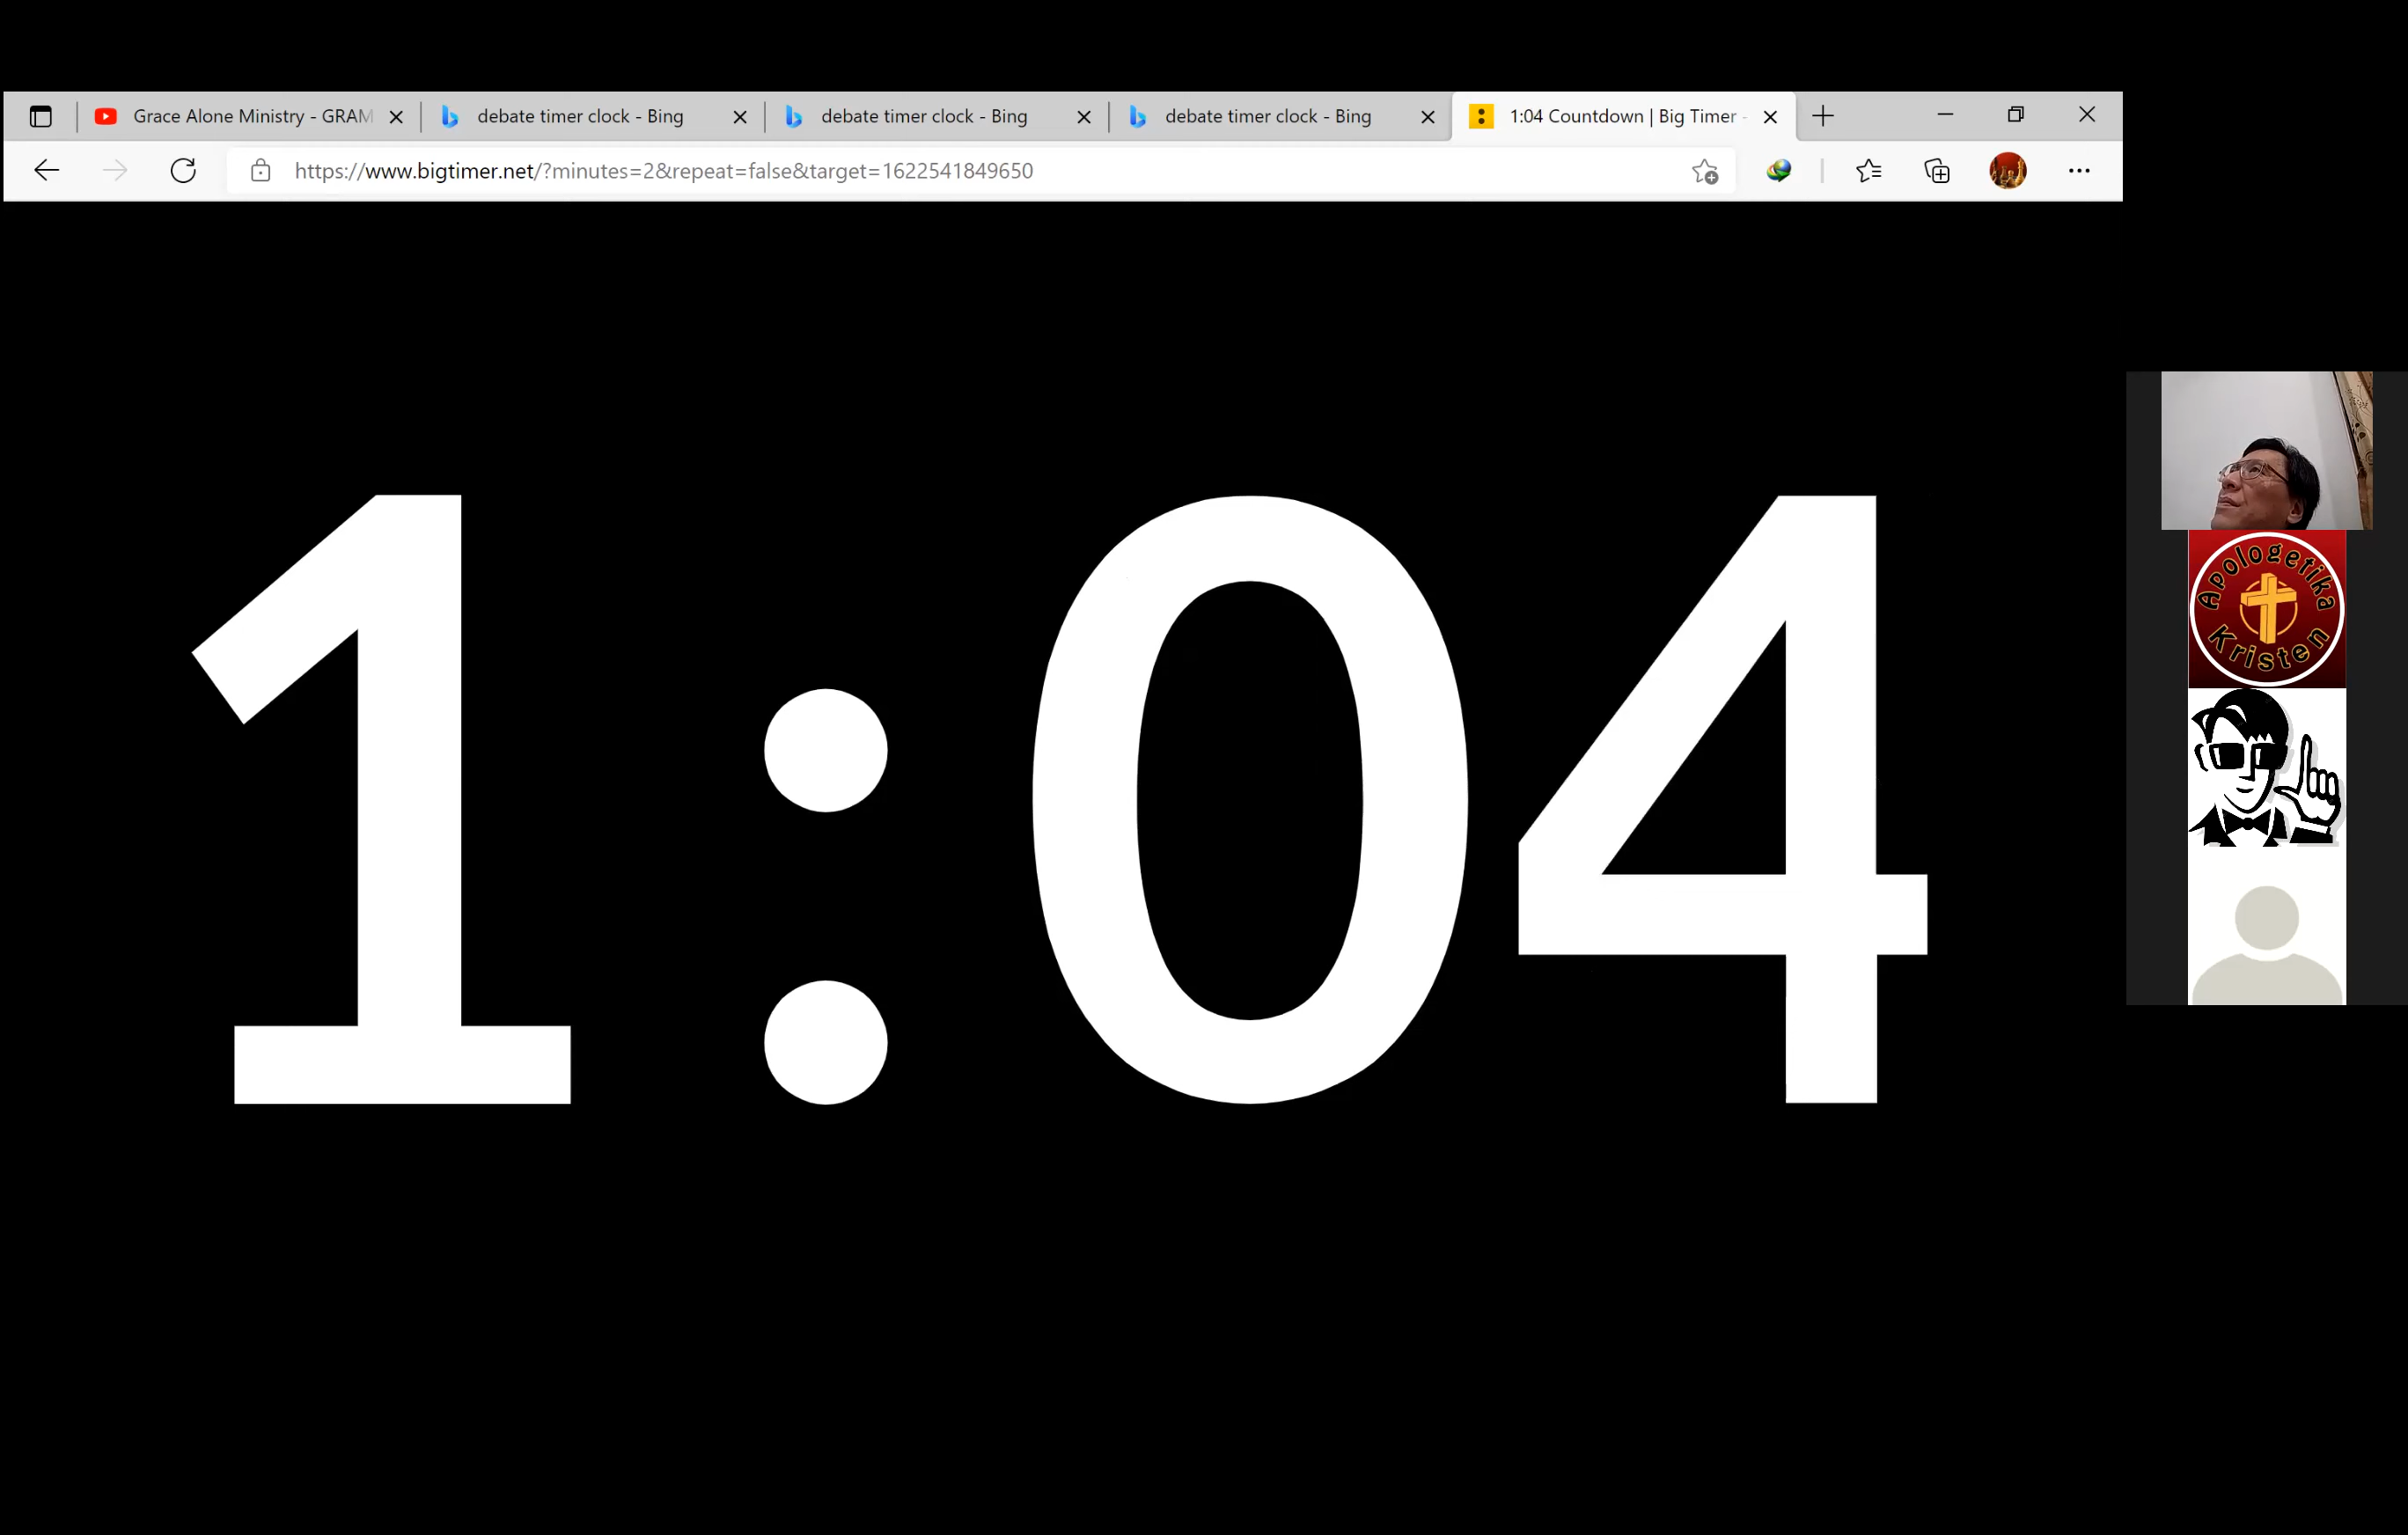 Grace Alone Ministry - GRAM
debate timer clock - Bing
debate timer clock - Bing
debate timer clock - Bing
1:04 Countdown | Big Timer -
https://www.bigtimer.net/?minutes=2&repeat=false&target=1622541849650
1:04
Apologetika
Kristen